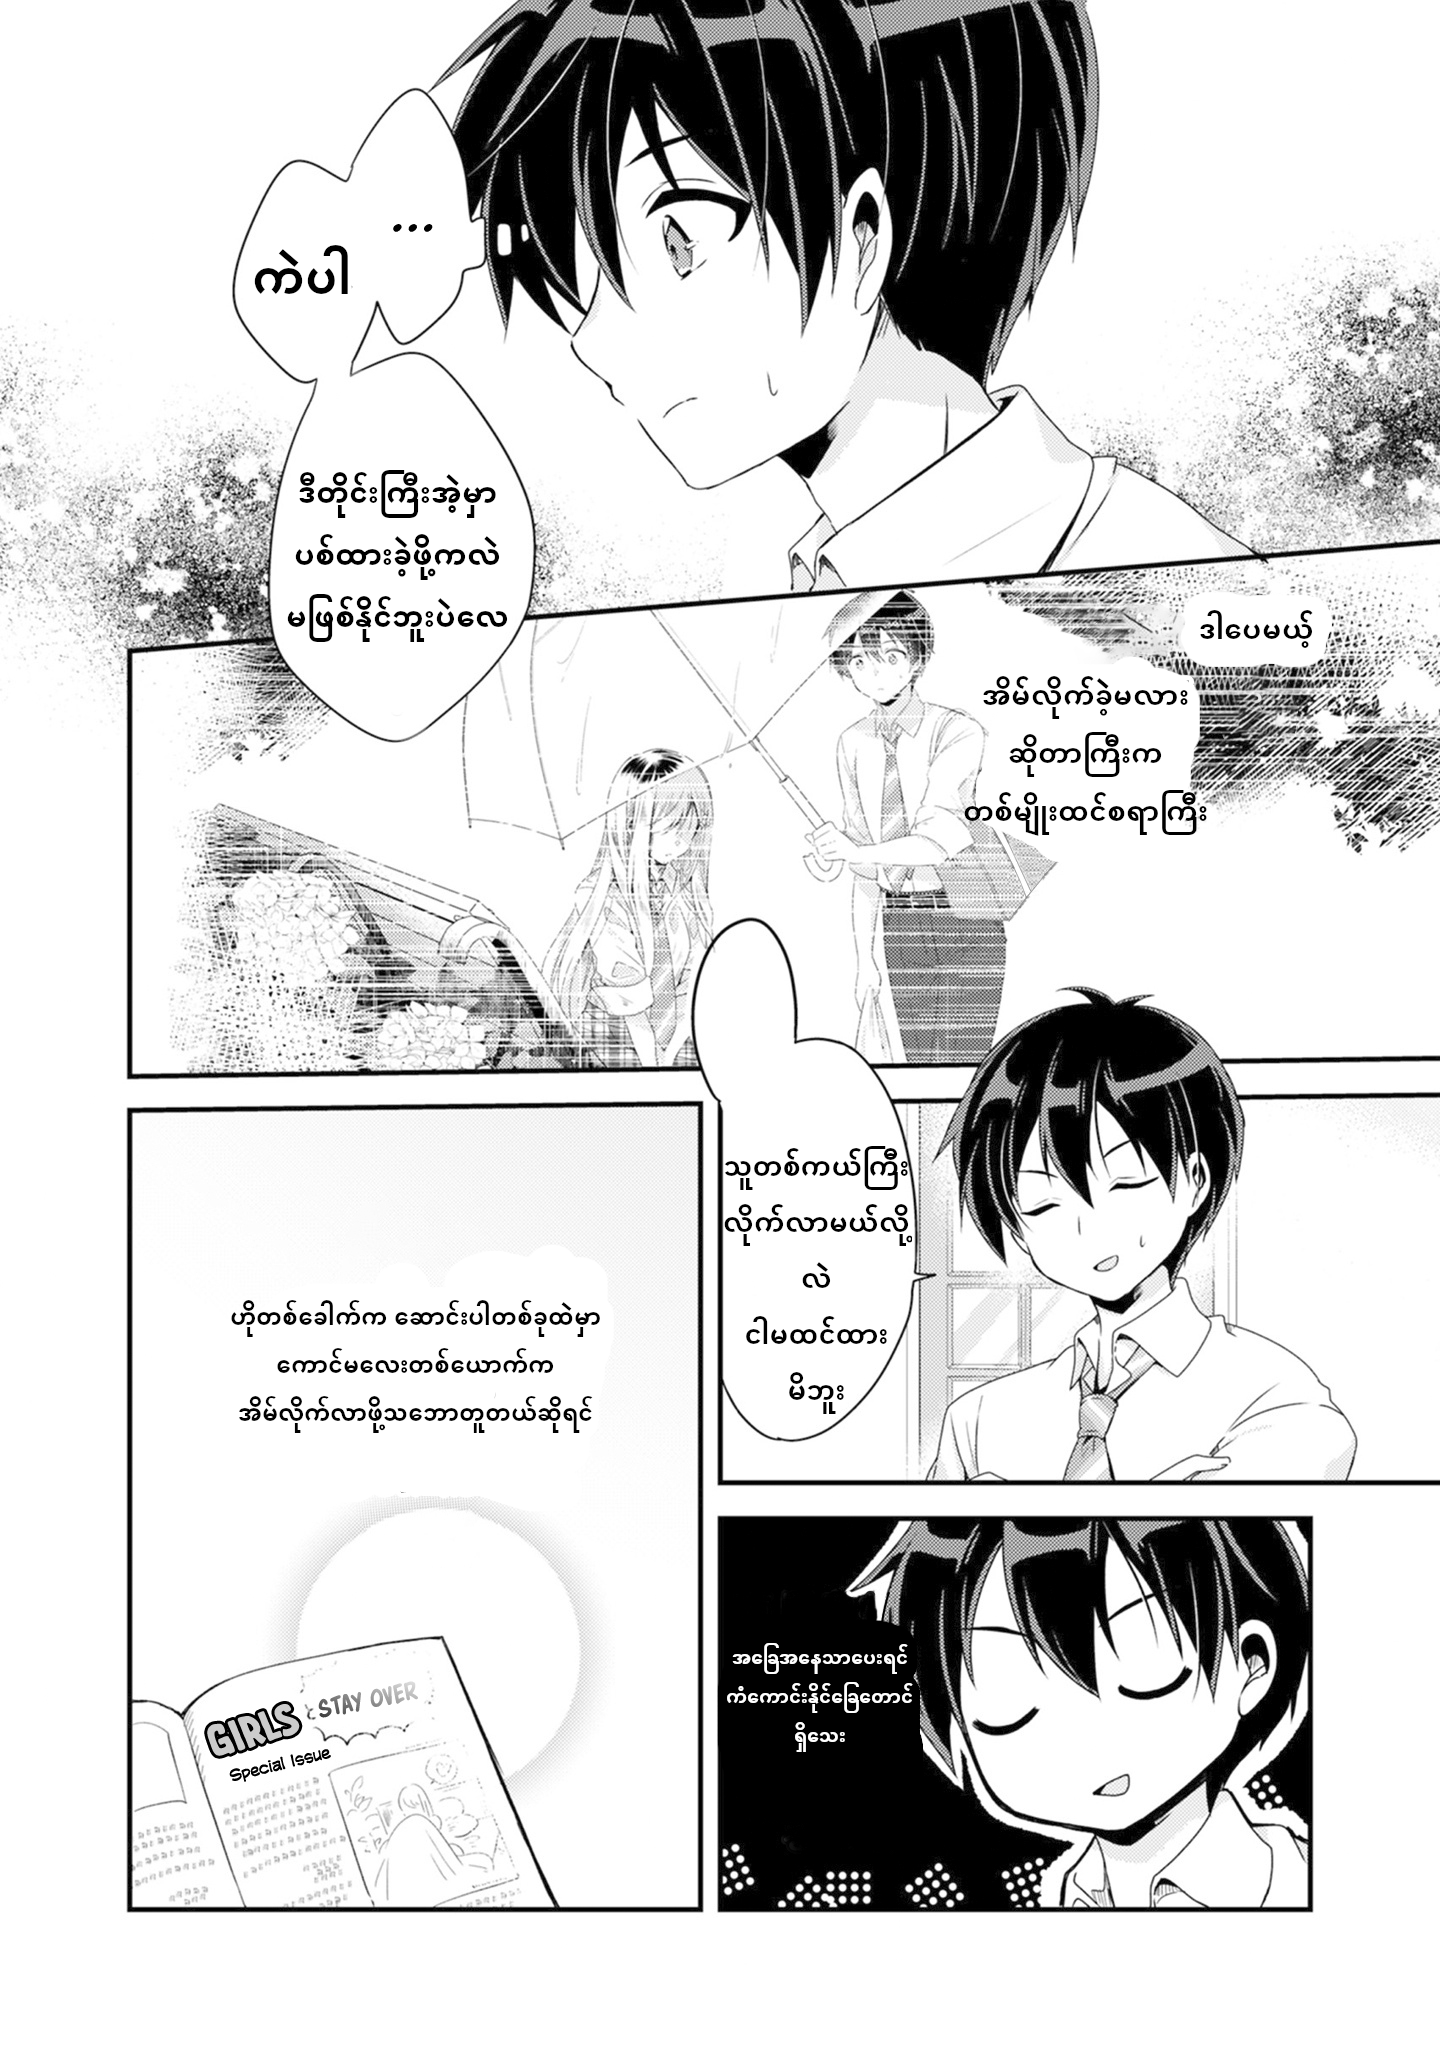 ...
ကဲပါ
ဒီတိုင်းကြီးအဲ့မှာ
ပစ်ထားခဲ့ဖို့ကလဲ
မဖြစ်နိုင်ဘူးပဲလေ
ဒါပေမယ့်
အိမ်လိုက်ခဲ့မလား
ဆိုတာကြီးက
တစ်မျိုးထင်စရာကြီး
သူတစ်ကယ်ကြီး
လိုက်လာမယ်လို့
လဲ
ငါမထင်ထား
မိဘူး
ဟိုတစ်ခေါက်က ဆောင်းပါတစ်ခုထဲမှာ
ကောင်မလေးတစ်ယောက်က
အိမ်လိုက်လာဖို့သဘောတူတယ်ဆိုရင်
GIRLS STAY OVER
Special Issue
အခြေအနေသာပေးရင်
ကံကောင်းနိုင်ခြေတောင်
ရှိသေး